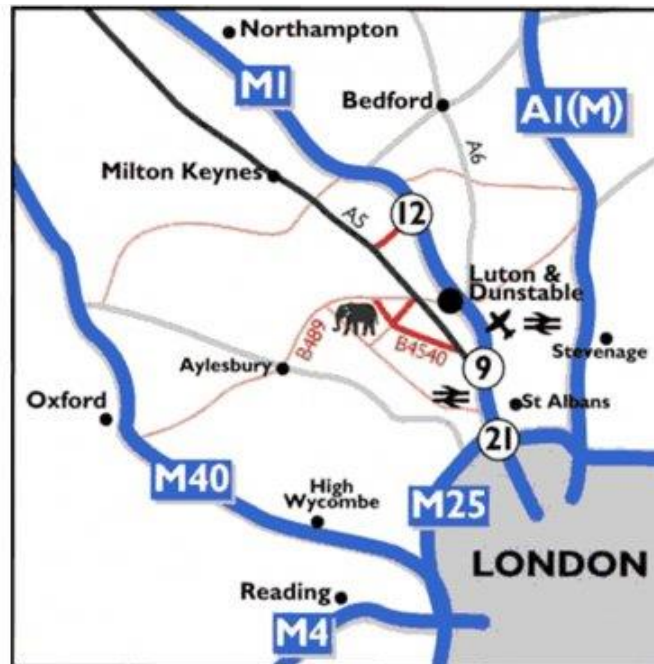 Northampton
M1
Bedford
A1(M)
A6
Milton Keynes
A5
12
Luton &
Dunstable
B489
B4540
Stevenage
Aylesbury
9
Oxford
St Albans
21
M40
High
Wycombe
M25
LONDON
Reading
M4